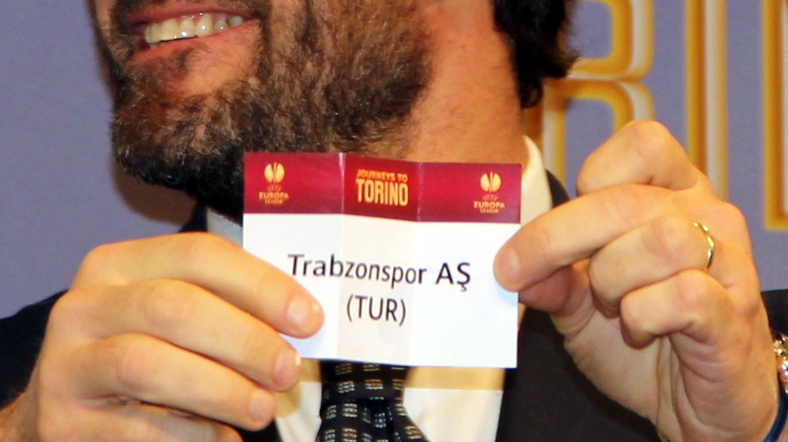 UEFA
EUROPA
LEAGUE
JOURNEYS TO
TORINO
UEFA
EUROPA
LEAGUE
Trabzonspor AŞ
(TUR)